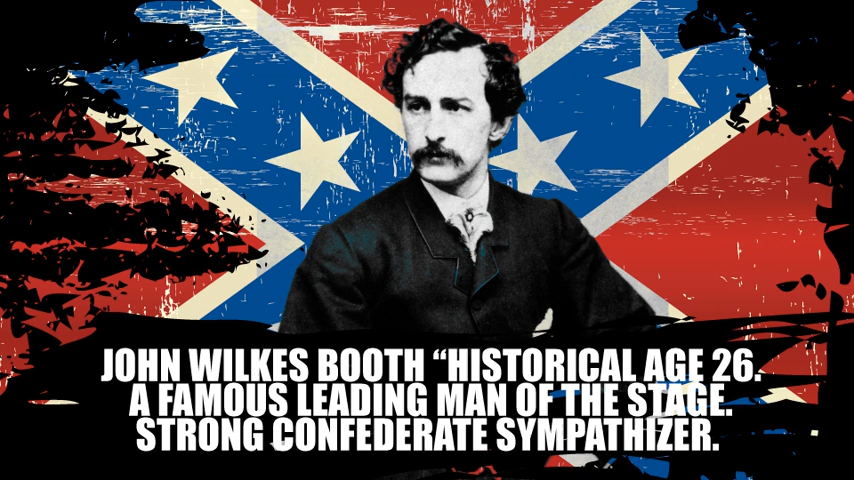 JOHN WILKES BOOTH “HISTORICAL AGE 26.
A FAMOUS LEADING MAN OF THE STAGE.
STRONG CONFEDERATE SYMPATHIZER.